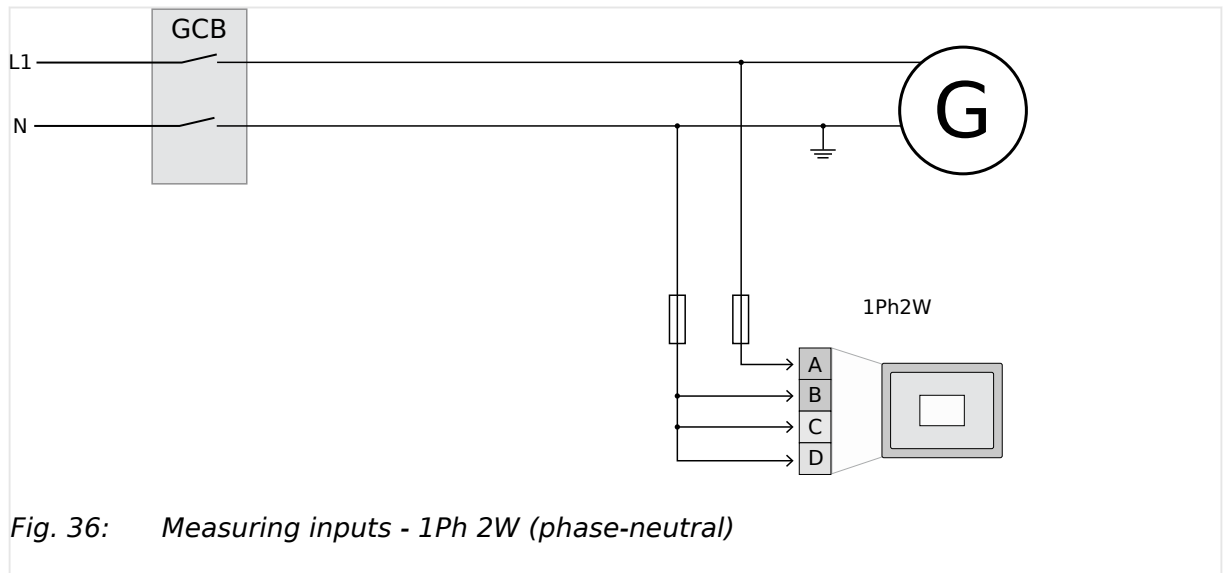 GCB
L1
G
N
1Ph2W
A
B
C
D
Fig. 36: Measuring inputs - 1Ph 2W (phase-neutral)